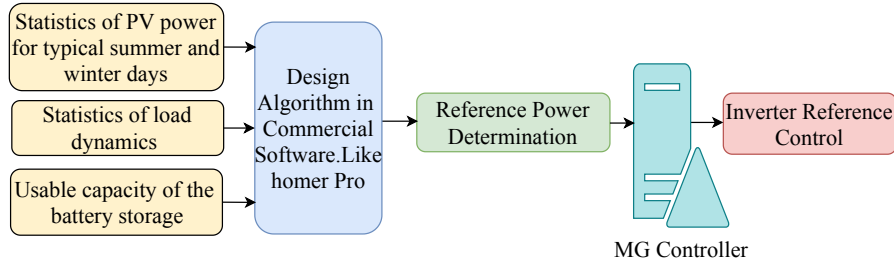 Statistics of PV power
for typical summer and
winter days
Statistics of load
dynamics
Usable capacity of the
battery storage
Design
Algorithm in
Commercial
Software.Like
homer Pro
Reference Power
Determination
MG Controller
Inverter Reference
Control